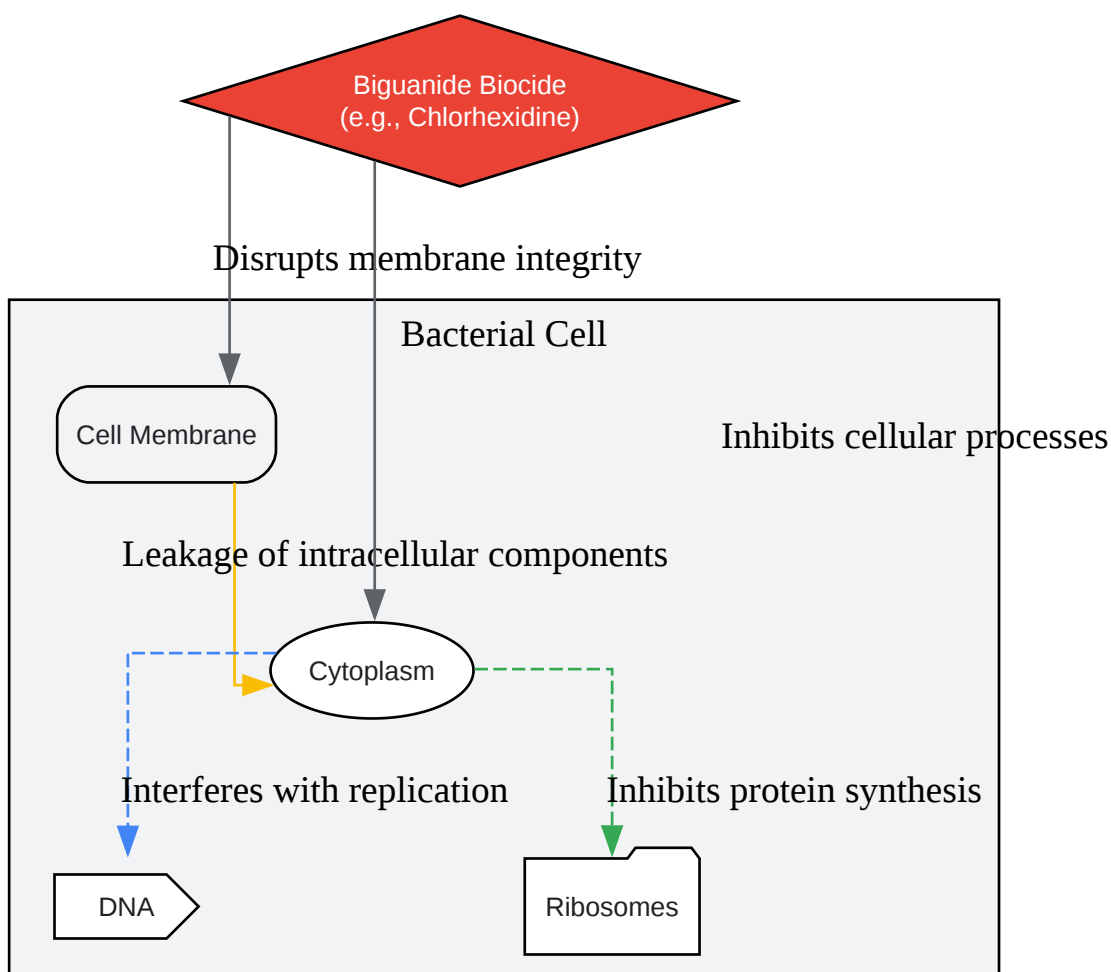 Biguanide Biocide
(e.g., Chlorhexidine)
Disrupts membrane integrity
Bacterial Cell
Cell Membrane
Inhibits cellular processes
Leakage of intracellular components
Cytoplasm
Interferes with replication
Inhibits protein synthesis
DNA
Ribosomes